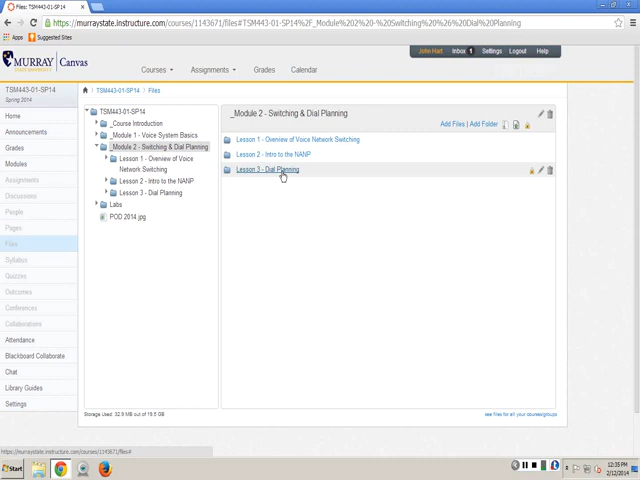 Files: TSM443-01-SP14
https://murraystate.instructure.com/courses/1143671/files#TSM443-01-SP14%2F_Module%202%20-%20Switching%20%26%20Dial%20Planning
Apps
Suggested Sites
MURRAY
Canvas
John Hart
Inbox 1
Settings
Logout
Help
Courses
Assignments
Grades
Calendar
TSM443-01-SP14
Spring 2014
TSM443-01-SP14
Files
Home
Announcements
Grades
Modules
Assignments
Discussions
People
Pages
Files
Syllabus
Quizzes
Outcomes
Conferences
Collaborations
Attendance
Blackboard Collaborate
Chat
Library Guides
Settings
TSM443-01-SP14
_Course Introduction
_Module 1 - Voice System Basics
_Module 2 - Switching & Dial Planning
Lesson 1 - Overview of Voice
Network Switching
Lesson 2 - Intro to the NANP
Lesson 3 - Dial Planning
Labs
POD 2014.jpg
_Module 2 - Switching & Dial Planning
Add Files | Add Folder
Lesson 1 - Overview of Voice Network Switching
Lesson 2 - Intro to the NANP
Lesson 3 - Dial Planning
Storage Used: 32.9 MB out of 19.5 GB
see files for all your courses/groups
https://murraystate.instructure.com/courses/1143671/files#
Start
12:35 PM
2/12/2014